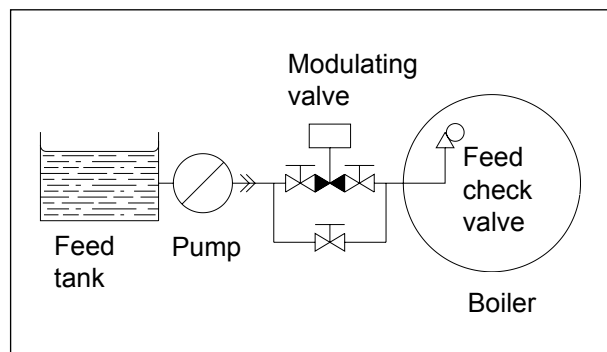 Modulating
valve
Feed
check
valve
Feed
tank
Pump
Boiler